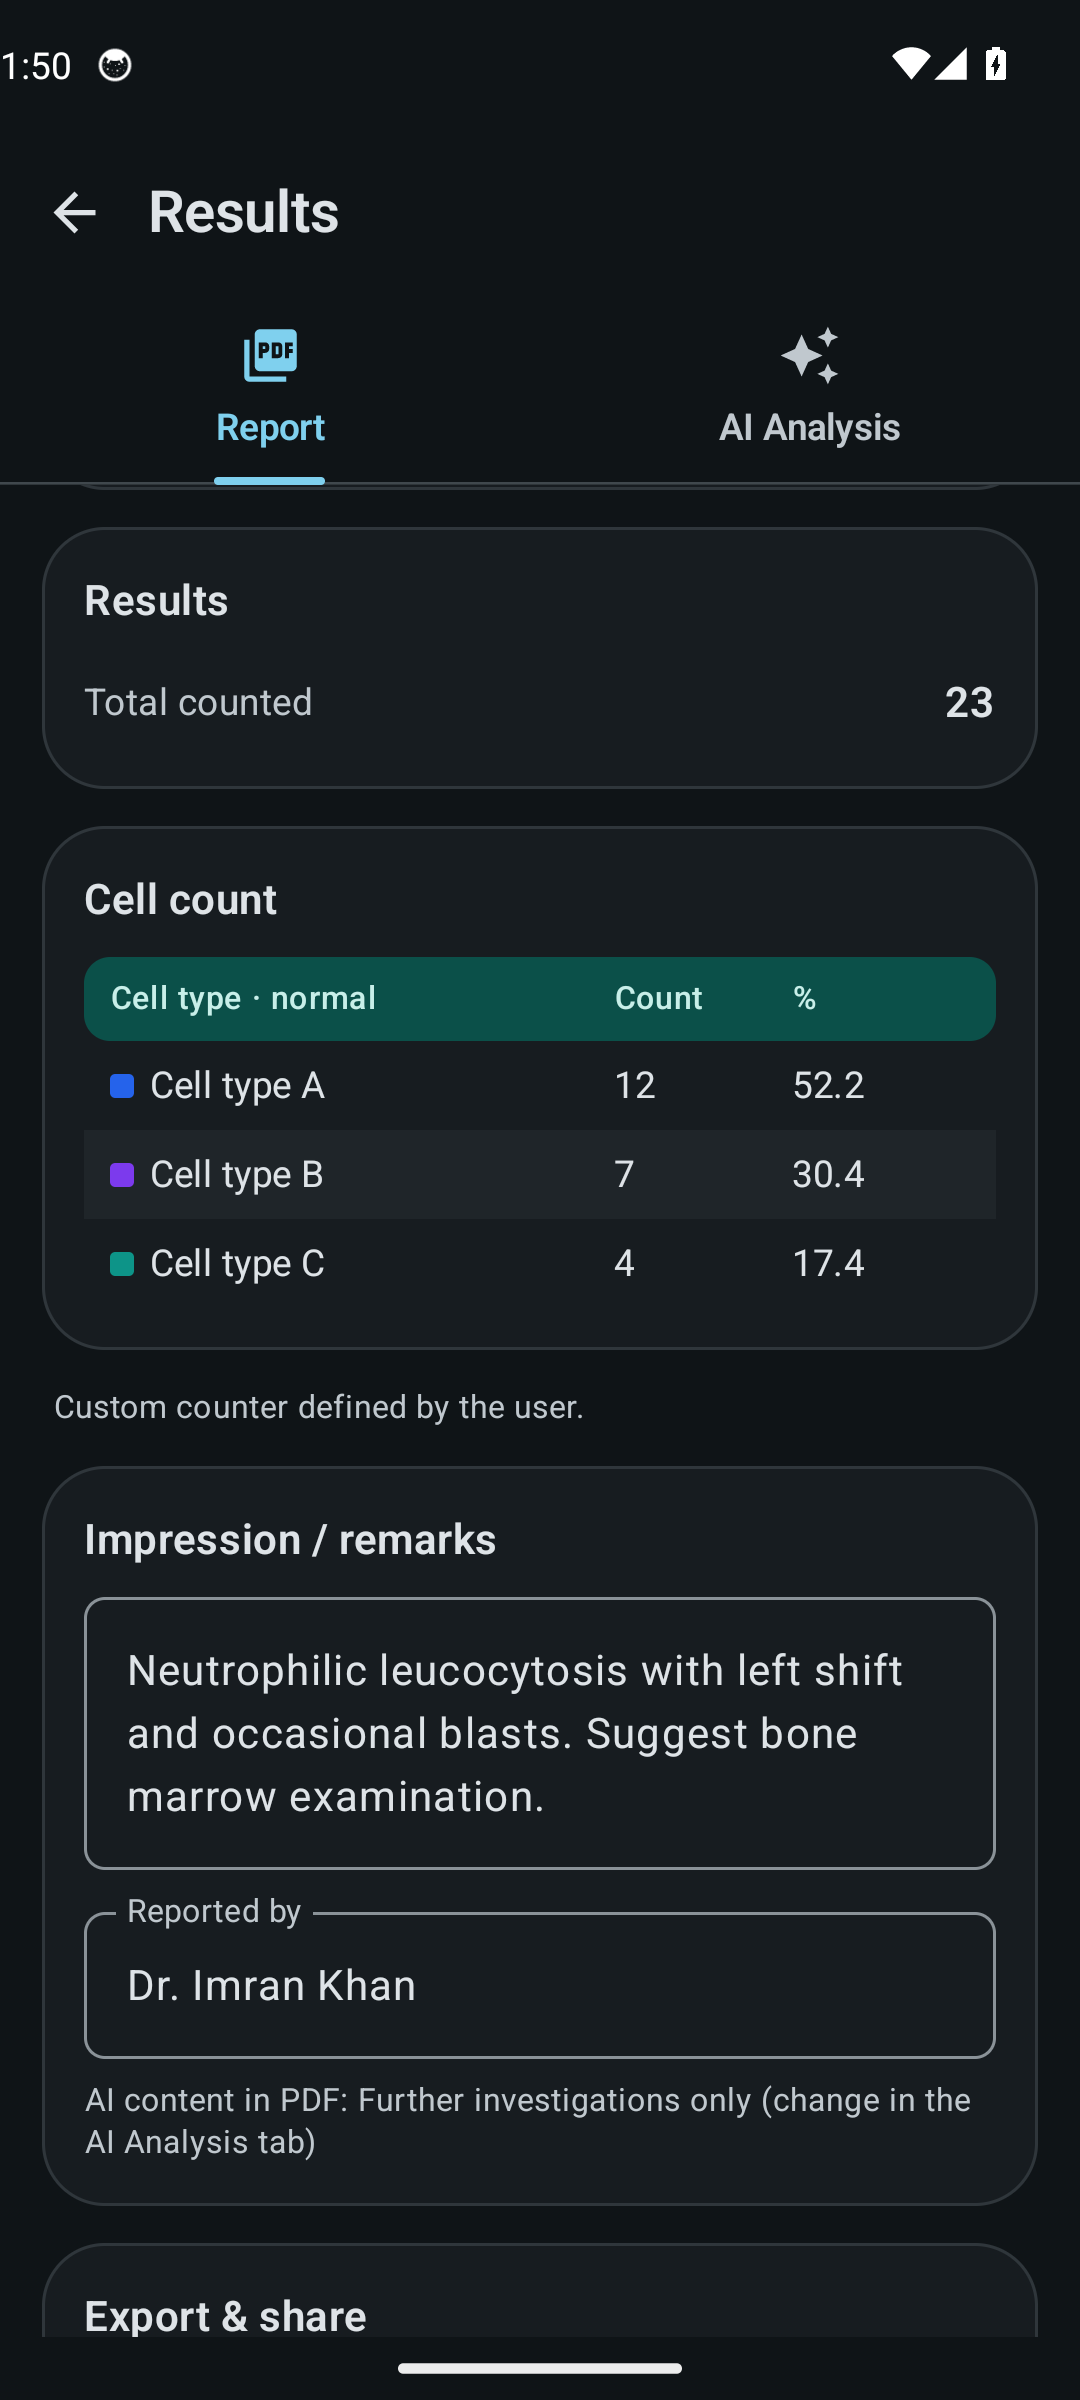 1:50
Results
PDF
Report
AI Analysis
Results
Total counted 23
Cell count
Cell type · normal Count %
Cell type A 12 52.2
Cell type B 7 30.4
Cell type C 4 17.4
Custom counter defined by the user.
Impression / remarks
Neutrophilic leucocytosis with left shift
and occasional blasts. Suggest bone
marrow examination.
Reported by
Dr. Imran Khan
AI content in PDF: Further investigations only (change in the
AI Analysis tab)
Export & share